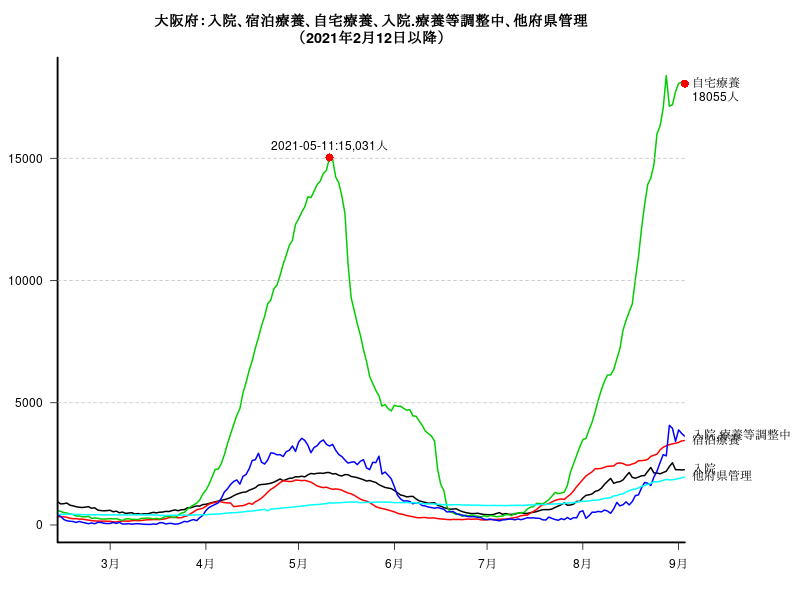 大阪府：入院、宿泊療養、自宅療養、入院.療養等調整中、他府県管理
（2021年2月12日以降）
自宅療養
18055人
2021-05-11:15,031人
15000
10000
5000
入院.療養等調整中
宿泊療養
入院
他府県管理
0
3月 4月 5月 6月 7月 8月 9月